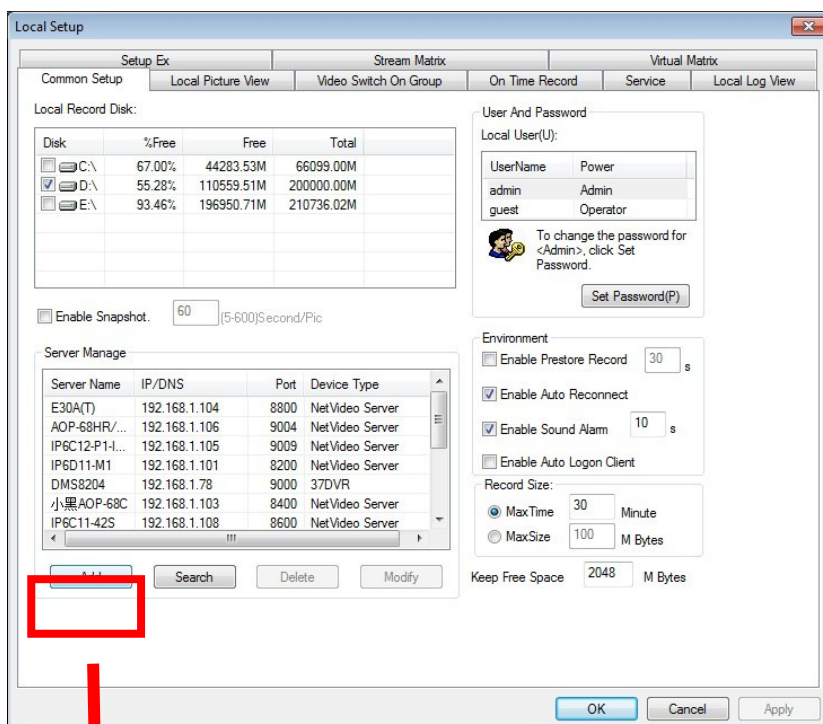 Local Setup
Setup Ex Stream Matrix Virtual Matrix
Common Setup Local Picture View Video Switch On Group On Time Record Service Local Log View
Local Record Disk:
Disk %Free Free Total
C:\ 67.00% 44283.53M 66099.00M
D:\ 55.28% 110559.51M 200000.00M
E:\ 93.46% 196950.71M 210736.02M
Enable Snapshot. 60 (5-600)Second/Pic
Server Manage
Server Name IP/DNS Port Device Type
E30A(T) 192.168.1.104 8800 NetVideo Server
AOP-68HR/... 192.168.1.106 9004 NetVideo Server
IP6C12-P1-I... 192.168.1.105 9009 NetVideo Server
IP6D11-M1 192.168.1.101 8200 NetVideo Server
DMS8204 192.168.1.78 9000 37DVR
小黑AOP-68C 192.168.1.103 8400 NetVideo Server
IP6C11-42S 192.168.1.108 8600 NetVideo Server
Search Delete Modify
User And Password
Local User(U):
UserName Power
admin Admin
guest Operator
To change the password for
<Admin>, click Set
Password.
Set Password(P)
Environment
Enable Prestore Record 30 s
Enable Auto Reconnect
Enable Sound Alarm 10 s
Enable Auto Logon Client
Record Size:
MaxTime 30 Minute
MaxSize 100 M Bytes
Keep Free Space 2048 M Bytes
OK Cancel Apply